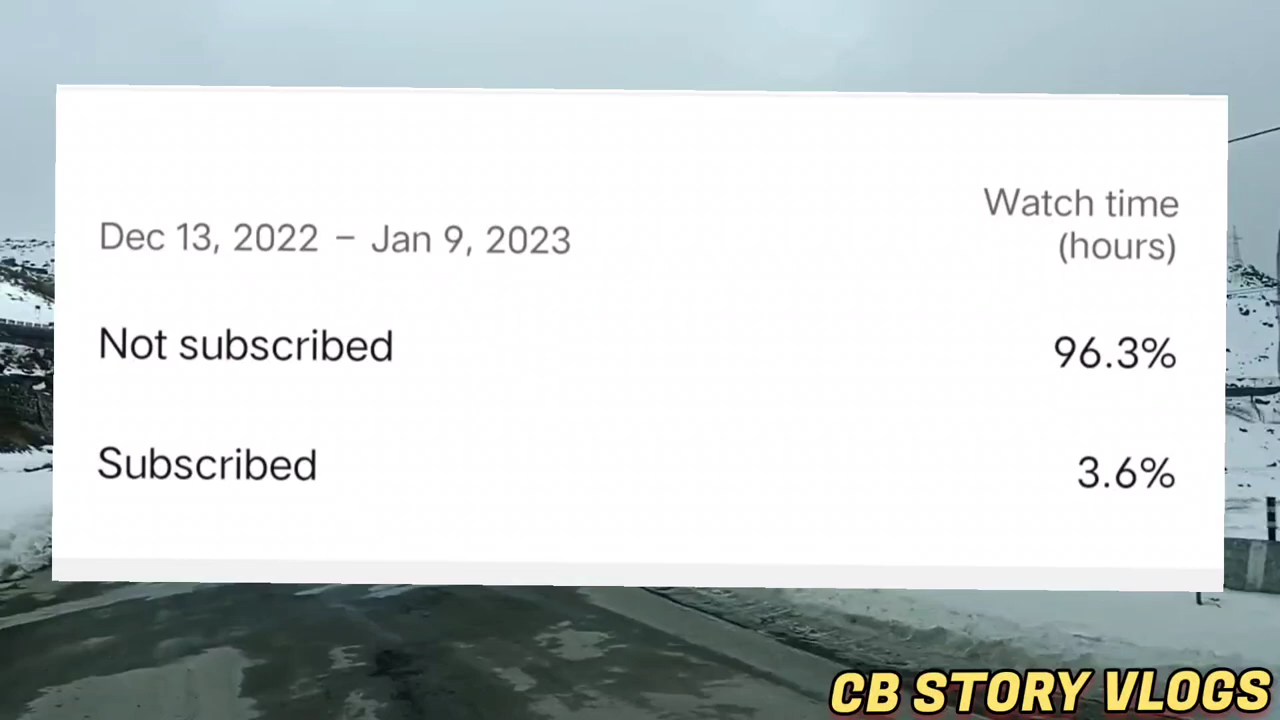 Watch time
(hours)
Dec 13, 2022 – Jan 9, 2023
Not subscribed 96.3%
Subscribed 3.6%
CB STORY VLOGS